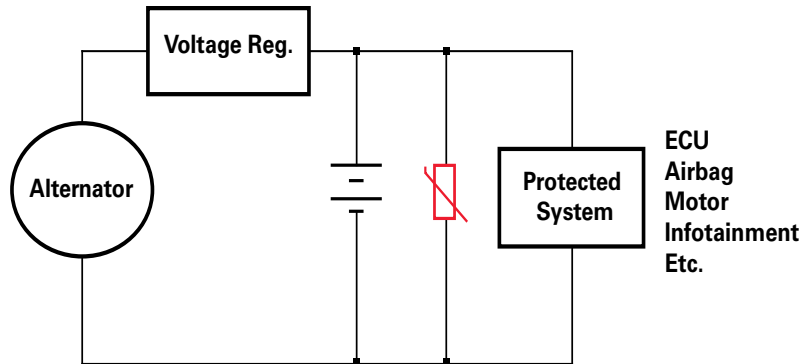 Voltage Reg.
Alternator
Protected
System
ECU
Airbag
Motor
Infotainment
Etc.